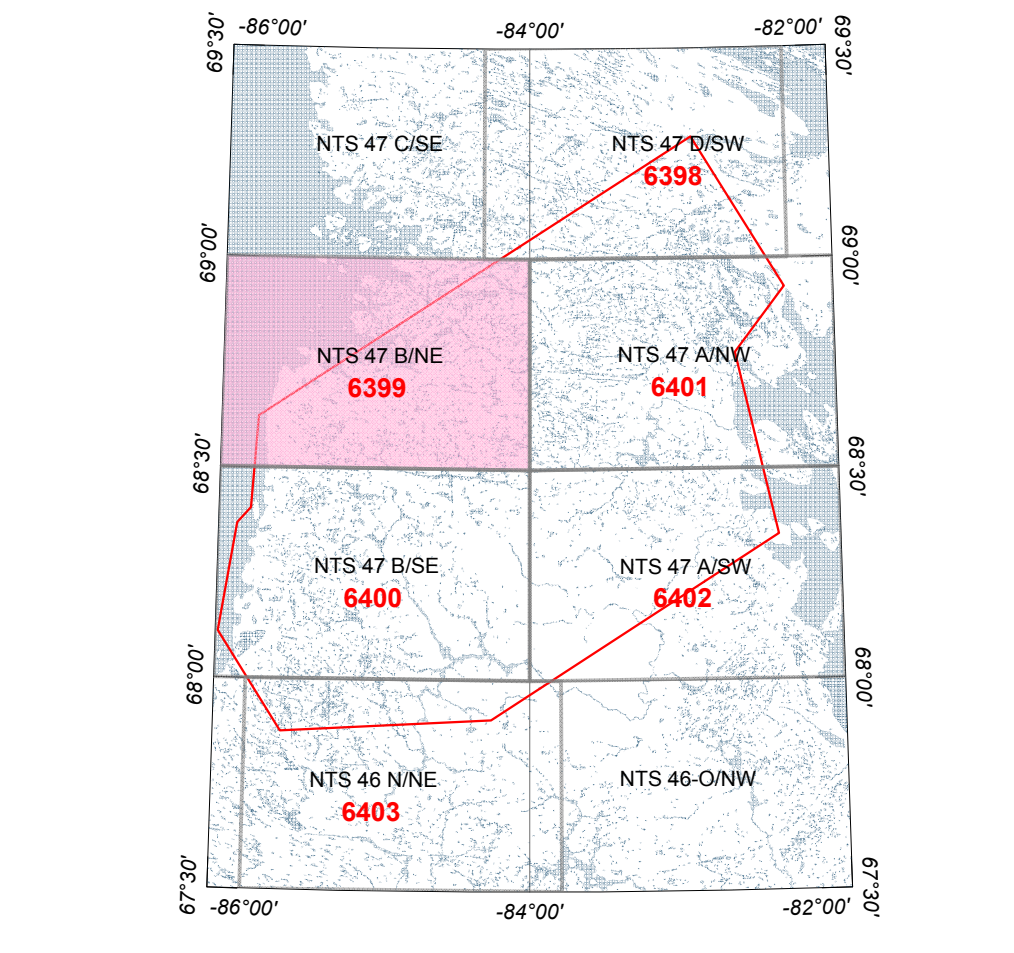 -86°00'
-84°00'
-82°00'
69°30'
69°30'
NTS 47 C/SE
NTS 47 D/SW
6398
69°00'
69°00'
NTS 47 B/NE
6399
NTS 47 A/NW
6401
68°30'
68°30'
NTS 47 B/SE
6400
NTS 47 A/SW
6402
68°00'
68°00'
NTS 46 N/NE
6403
NTS 46-O/NW
67°30'
67°30'
-86°00'
-84°00'
-82°00'